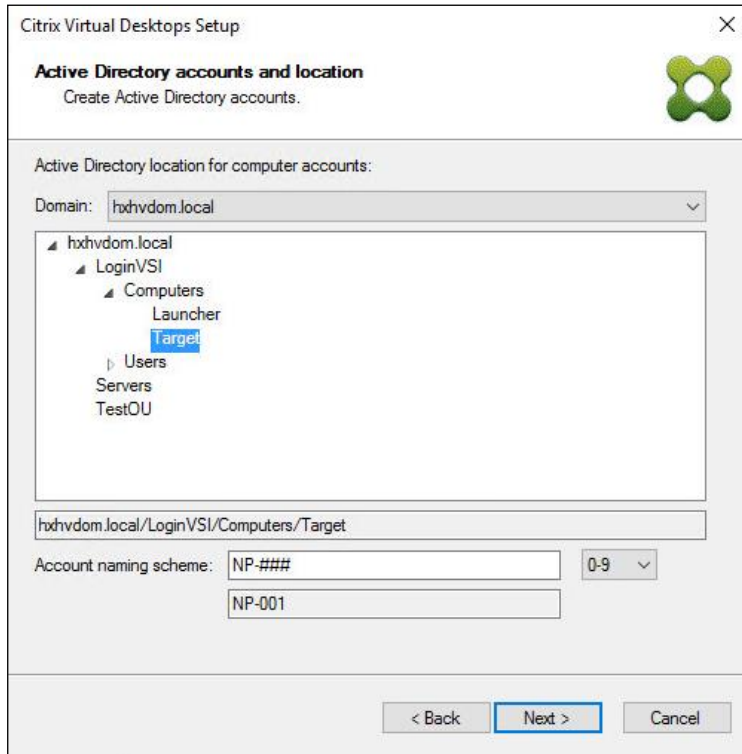 Citrix Virtual Desktops Setup
Active Directory accounts and location
Create Active Directory accounts.
Active Directory location for computer accounts:
Domain: hxhvdom.local
hxhvdom.local
LoginVSI
Computers
Launcher
Target
Users
Servers
TestOU
hxhvdom.local/LoginVSI/Computers/Target
Account naming scheme: NP-### 0-9
NP-001
< Back Next > Cancel